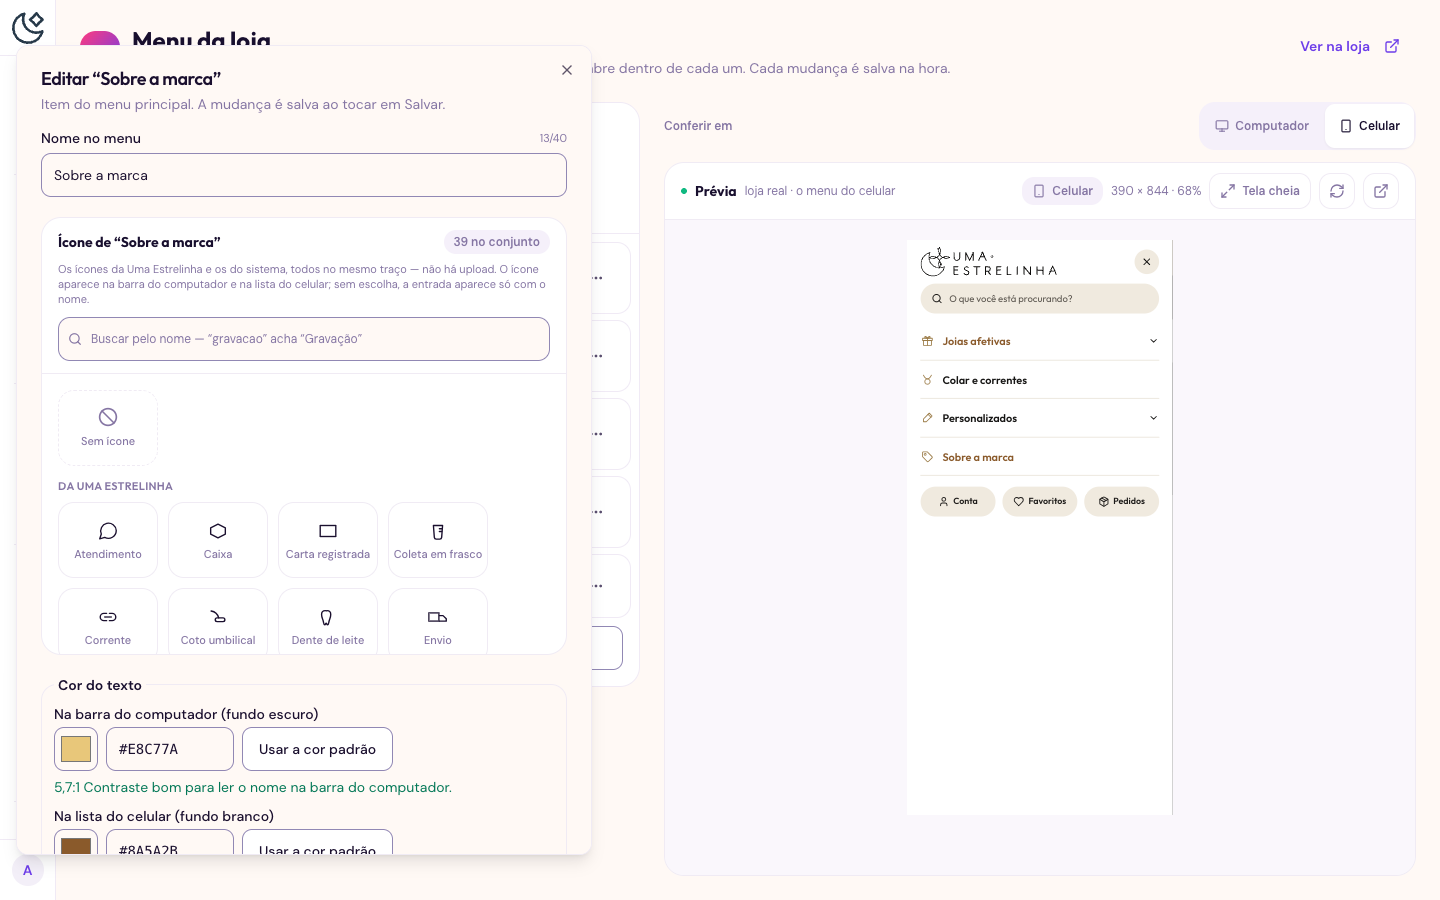 Menu da loja
abre dentro de cada um. Cada mudança é salva na hora.
Ver na loja
Editar “Sobre a marca”
Item do menu principal. A mudança é salva ao tocar em Salvar.
Nome no menu
13/40
Sobre a marca
Ícone de “Sobre a marca”
39 no conjunto
Os ícones da Uma Estrelinha e os do sistema, todos no mesmo traço — não há upload. O ícone
aparece na barra do computador e na lista do celular; sem escolha, a entrada aparece só com o
nome.
Buscar pelo nome — “gravacao” acha “Gravação”
Sem ícone
DA UMA ESTRELINHA
Atendimento
Caixa
Carta registrada
Coleta em frasco
Corrente
Coto umbilical
Dente de leite
Envio
Cor do texto
Na barra do computador (fundo escuro)
#E8C77A
Usar a cor padrão
5,7:1 Contraste bom para ler o nome na barra do computador.
Na lista do celular (fundo branco)
#8A5A2B
Usar a cor padrão
A
Conferir em
Computador
Celular
Prévia
loja real · o menu do celular
Celular
390 × 844 · 68%
Tela cheia
UMA
ESTRELINHA
O que você está procurando?
Joias afetivas
Colar e correntes
Personalizados
Sobre a marca
Conta
Favoritos
Pedidos